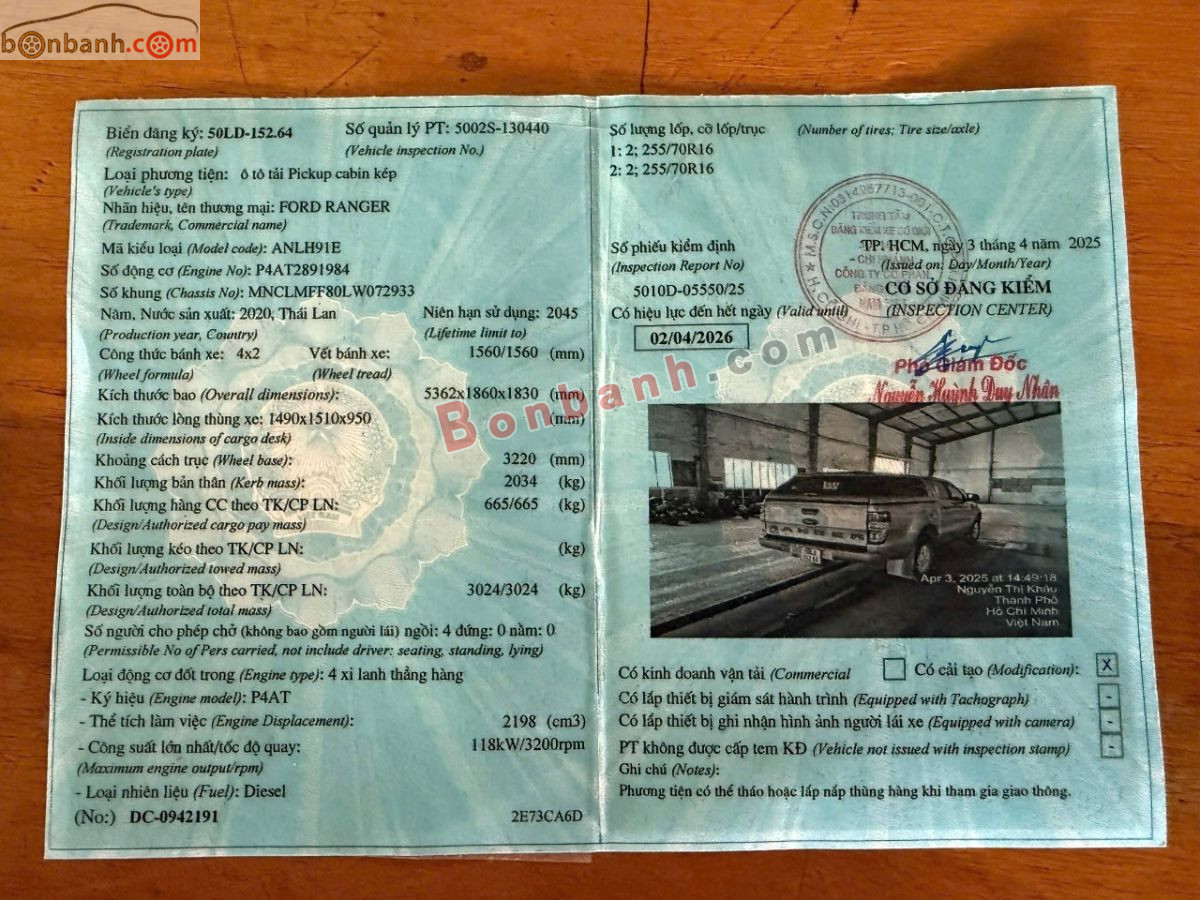 bonbanh.com
Biển đăng ký: 50LD-152.64
Số quản lý PT: 5002S-130440
(Registration plate)
(Vehicle inspection No.)
Loại phương tiện: ô tô tải Pickup cabin kép
(Vehicle's type)
Nhãn hiệu, tên thương mại: FORD RANGER
(Trademark, Commercial name)
Mã kiểu loại (Model code): ANLH91E
Số động cơ (Engine No): P4AT2891984
Số khung (Chassis No): MNCLMFF80LW072933
Năm, Nước sản xuất: 2020, Thái Lan
Niên hạn sử dụng: 2045
(Production year, Country)
(Lifetime limit to)
Công thức bánh xe: 4x2
Vết bánh xe: 1560/1560 (mm)
(Wheel formula)
(Wheel tread)
Kích thước bao (Overall dimensions): 5362x1860x1830 (mm)
Kích thước lòng thùng xe: 1490x1510x950 (mm)
(Inside dimensions of cargo desk)
Khoảng cách trục (Wheel base): 3220 (mm)
Khối lượng bản thân (Kerb mass): 2034 (kg)
Khối lượng hàng CC theo TK/CP LN: 665/665 (kg)
(Design/Authorized cargo pay mass)
Khối lượng kéo theo TK/CP LN: (kg)
(Design/Authorized towed mass)
Khối lượng toàn bộ theo TK/CP LN: 3024/3024 (kg)
(Design/Authorized total mass)
Số người cho phép chở (không bao gồm người lái) ngồi: 4 đứng: 0 nằm: 0
(Permissible No of Pers carried, not include driver: seating, standing, lying)
Loại động cơ đốt trong (Engine type): 4 xi lanh thẳng hàng
- Ký hiệu (Engine model): P4AT
- Thể tích làm việc (Engine Displacement): 2198 (cm3)
- Công suất lớn nhất/tốc độ quay: 118kW/3200rpm
(Maximum engine output/rpm)
- Loại nhiên liệu (Fuel): Diesel
(No:) DC-0942191
2E73CA6D
Số lượng lốp, cỡ lốp/trục (Number of tires; Tire size/axle)
1: 2; 255/70R16
2: 2; 255/70R16
Số phiếu kiểm định
(Inspection Report No)
5010D-05550/25
Có hiệu lực đến hết ngày (Valid until)
02/04/2026
TP. HCM, ngày 3 tháng 4 năm 2025
(Issued on: Day/Month/Year)
CƠ SỞ ĐĂNG KIỂM
(INSPECTION CENTER)
TRUNG TÂM
ĐĂNG KIỂM XE CƠ GIỚI
- CHI NHÁNH
CÔNG TY CỔ PHẦN
Phó Giám Đốc
Nguyễn Huỳnh Duy Nhân
Bonbanh.com
Apr 3, 2025 at 14:49:18
Nguyễn Thị Kháu
Thành Phố
Hồ Chí Minh
Việt Nam
Có kinh doanh vận tải (Commercial
Có cải tạo (Modification): X
Có lắp thiết bị giám sát hành trình (Equipped with Tachograph) -
Có lắp thiết bị ghi nhận hình ảnh người lái xe (Equipped with camera) -
PT không được cấp tem KĐ (Vehicle not issued with inspection stamp) -
Ghi chú (Notes):
Phương tiện có thể tháo hoặc lắp nắp thùng hàng khi tham gia giao thông.